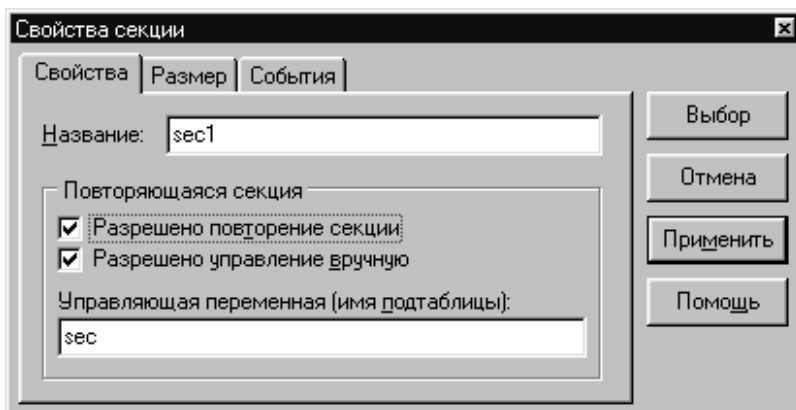 Свойства секции
Свойства Размер События
Название: sec1
Повторяющаяся секция
Разрешено повторение секции
Разрешено управление вручную
Управляющая переменная (имя подтаблицы):
sec
Выбор
Отмена
Применить
Помощь